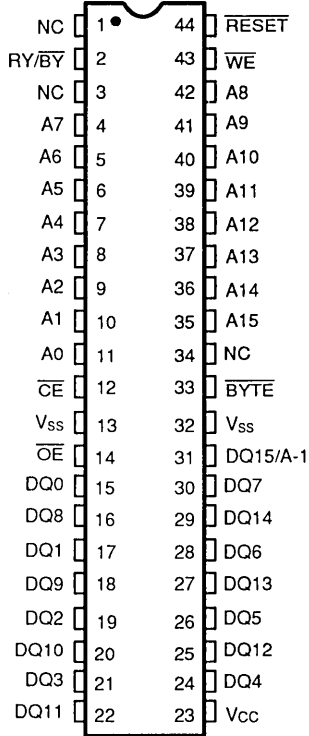 NC 1 44 RESET
RY/BY 2 43 WE
NC 3 42 A8
A7 4 41 A9
A6 5 40 A10
A5 6 39 A11
A4 7 38 A12
A3 8 37 A13
A2 9 36 A14
A1 10 35 A15
A0 11 34 NC
CE 12 33 BYTE
VSS 13 32 VSS
OE 14 31 DQ15/A-1
DQ0 15 30 DQ7
DQ8 16 29 DQ14
DQ1 17 28 DQ6
DQ9 18 27 DQ13
DQ2 19 26 DQ5
DQ10 20 25 DQ12
DQ3 21 24 DQ4
DQ11 22 23 VCC